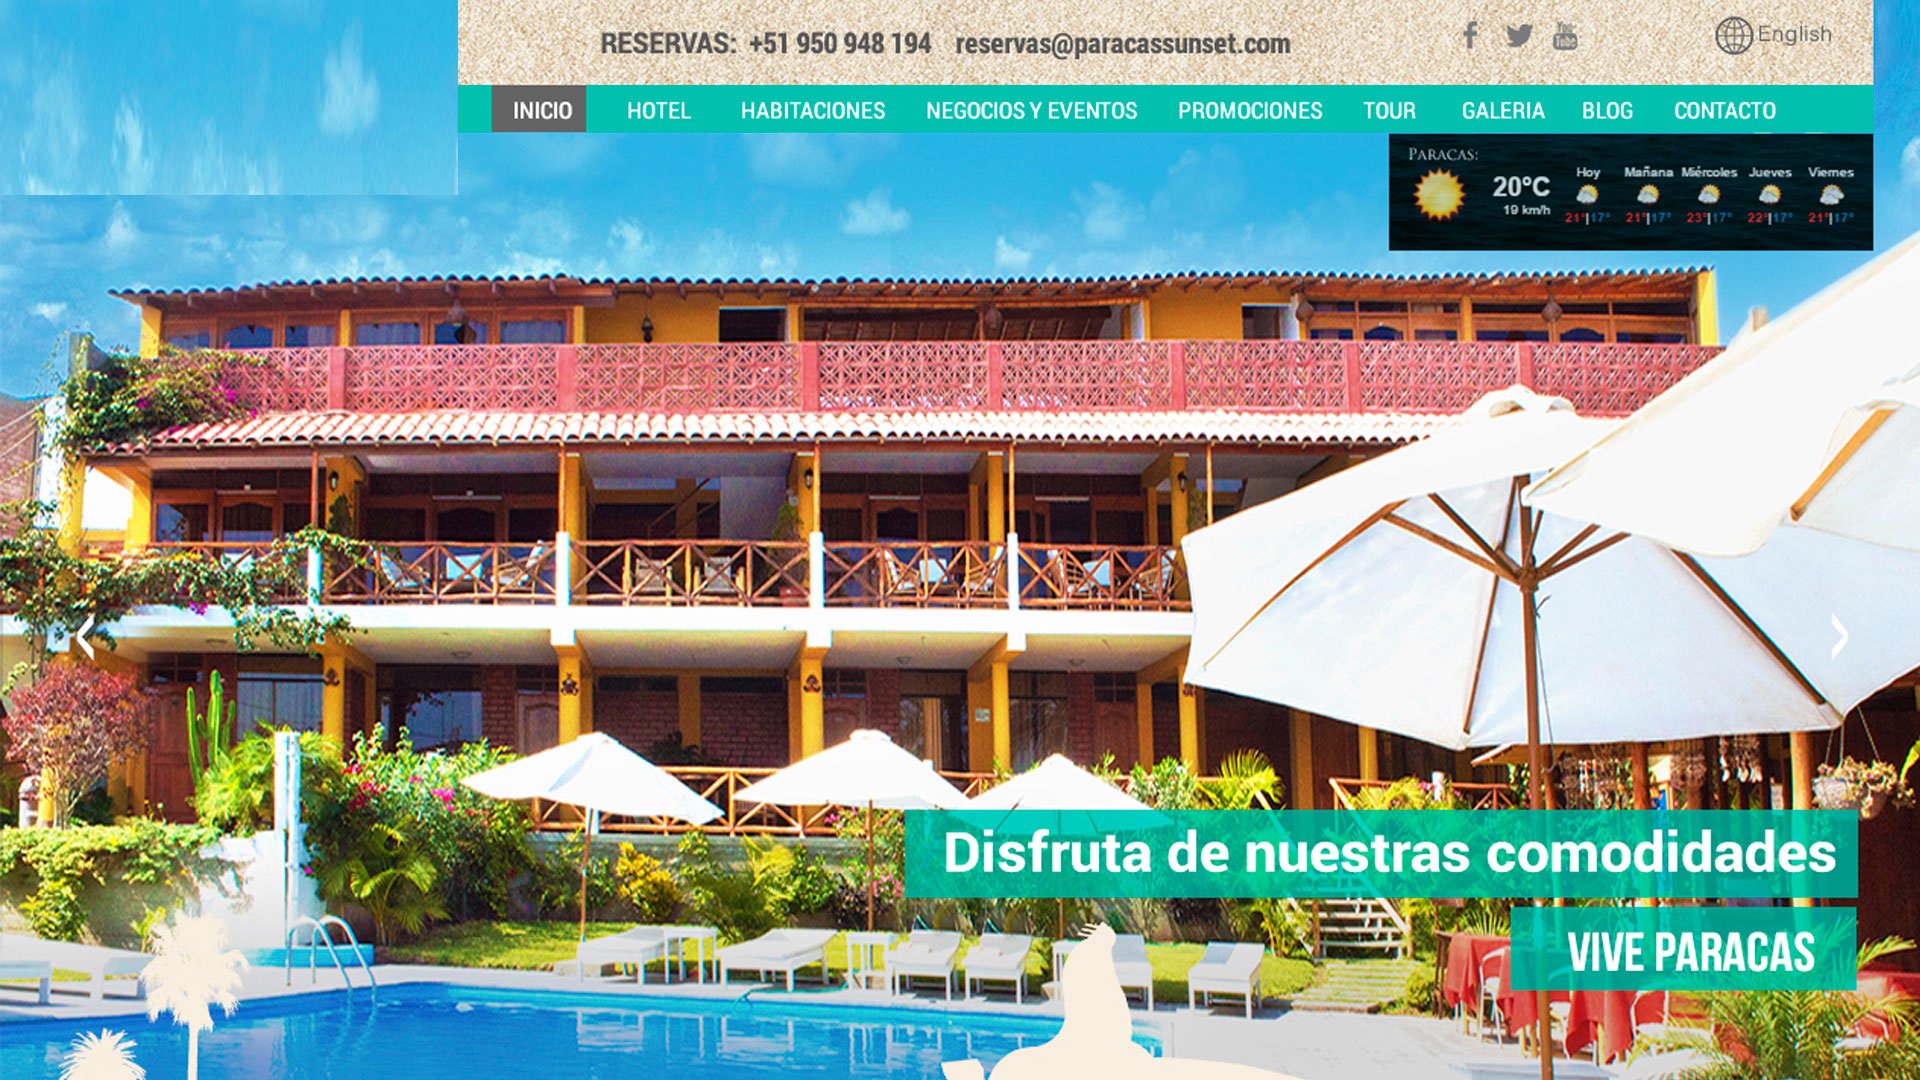 RESERVAS: +51 950 948 194 reservas@paracassunset.com
You Tube
English
INICIO HOTEL HABITACIONES NEGOCIOS Y EVENTOS PROMOCIONES TOUR GALERIA BLOG CONTACTO
PARACAS:
Hoy Mañana Miércoles Jueves Viernes
20°C
19 km/h
21°|17° 21°|17° 23°|17° 22°|17° 21°|17°
Disfruta de nuestras comodidades
VIVE PARACAS